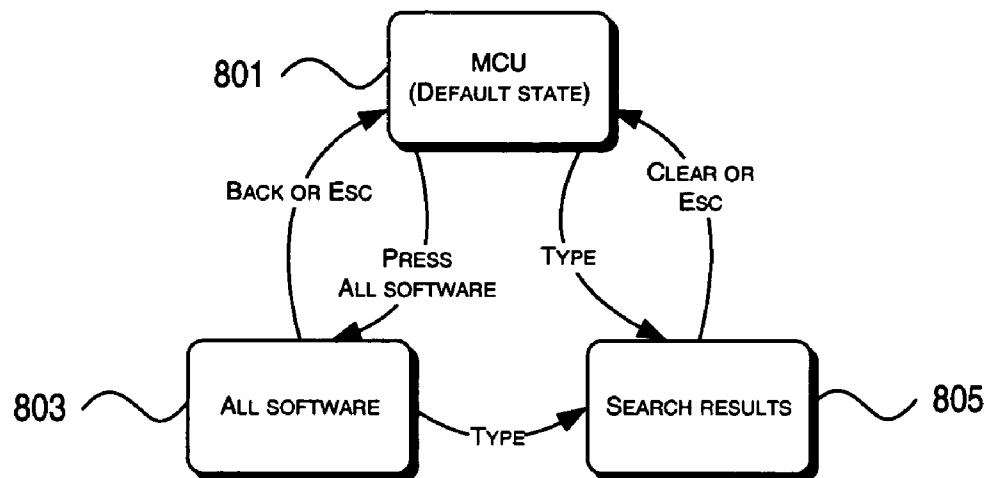 801
MCU
(DEFAULT STATE)
BACK OR ESC
CLEAR OR
ESC
PRESS
ALL SOFTWARE
TYPE
803
ALL SOFTWARE
TYPE
SEARCH RESULTS
805